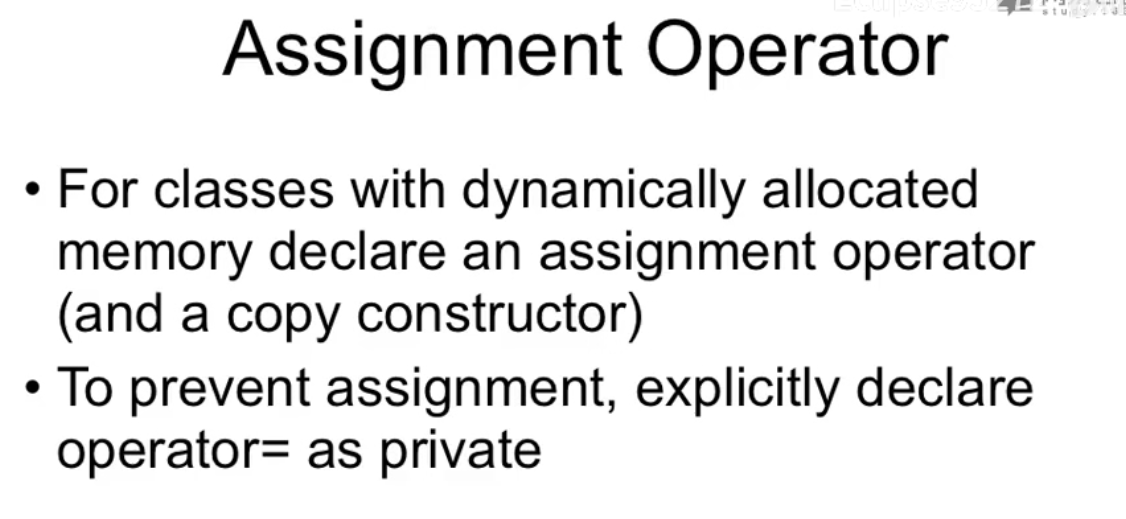 Assignment Operator
• For classes with dynamically allocated
memory declare an assignment operator
(and a copy constructor)
• To prevent assignment, explicitly declare
operator= as private